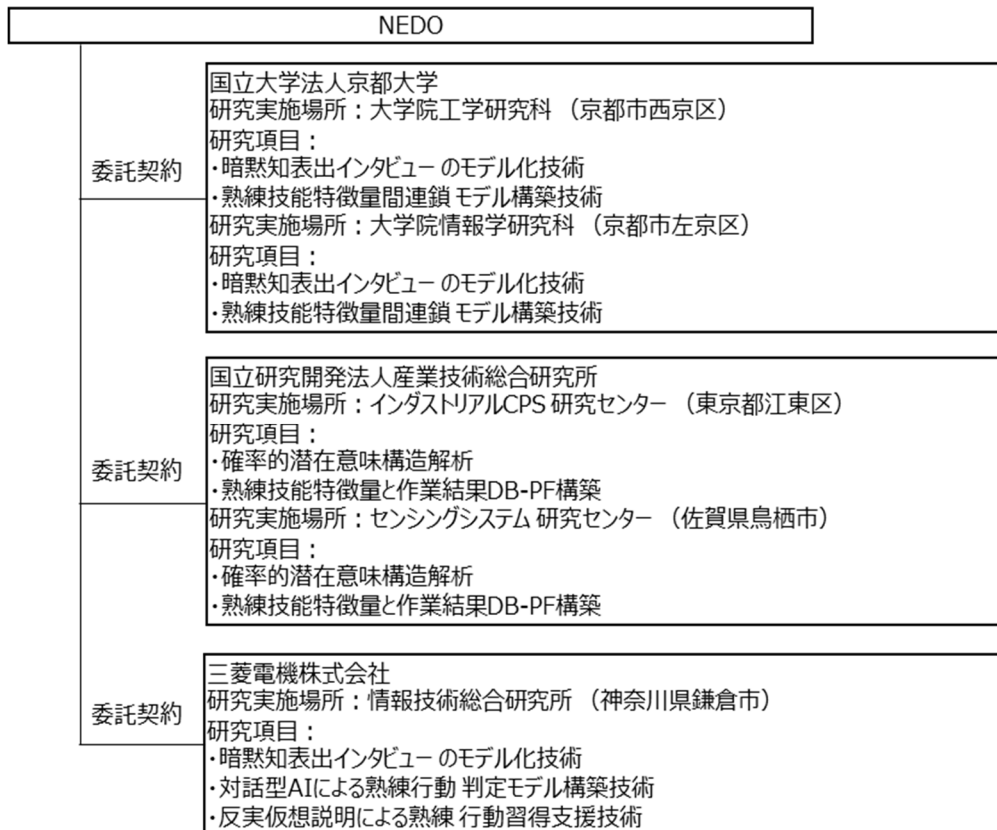 NEDO
国立大学法人京都大学
研究実施場所：大学院工学研究科 （京都市西京区）
研究項目：
・暗黙知表出インタビュー のモデル化技術
委託契約
・熟練技能特徴量間連鎖 モデル構築技術
研究実施場所：大学院情報学研究科 （京都市左京区）
研究項目：
・暗黙知表出インタビュー のモデル化技術
・熟練技能特徴量間連鎖 モデル構築技術
国立研究開発法人産業技術総合研究所
研究実施場所：インダストリアルCPS 研究センター （東京都江東区）
研究項目：
・確率的潜在意味構造解析
委託契約
・熟練技能特徴量と作業結果DB-PF構築
研究実施場所：センシングシステム 研究センター （佐賀県鳥栖市）
研究項目：
・確率的潜在意味構造解析
・熟練技能特徴量と作業結果DB-PF構築
三菱電機株式会社
研究実施場所：情報技術総合研究所 （神奈川県鎌倉市）
委託契約
研究項目：
・暗黙知表出インタビュー のモデル化技術
・対話型AIによる熟練行動 判定モデル構築技術
・反実仮想説明による熟練 行動習得支援技術